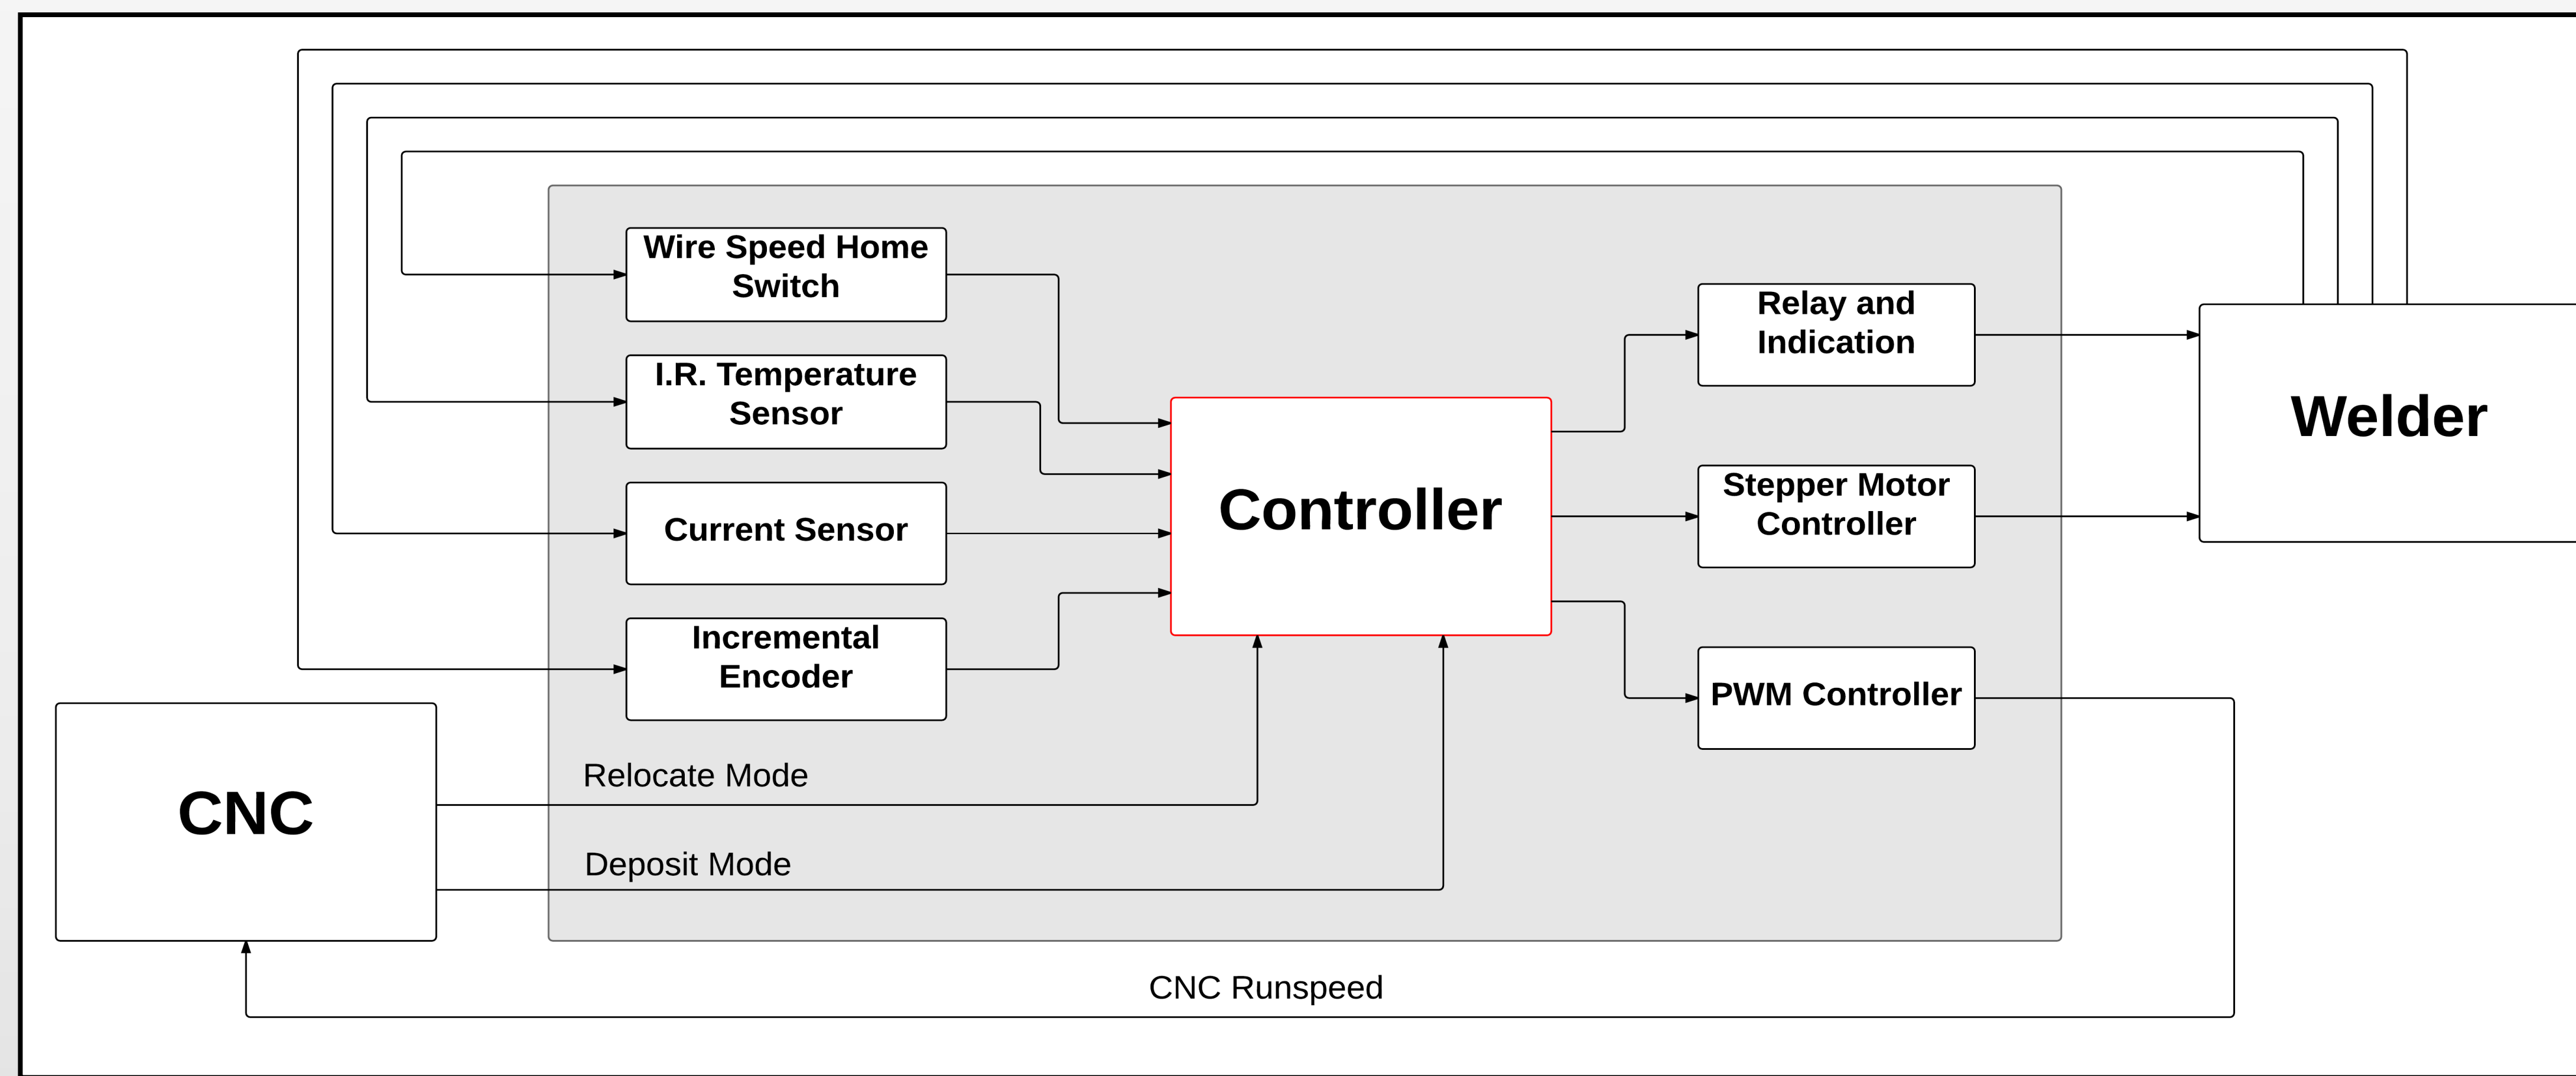 Wire Speed Home
Switch
I.R. Temperature
Sensor
Current Sensor
Incremental
Encoder
Controller
Relay and
Indication
Stepper Motor
Controller
PWM Controller
Welder
CNC
Relocate Mode
Deposit Mode
CNC Runspeed